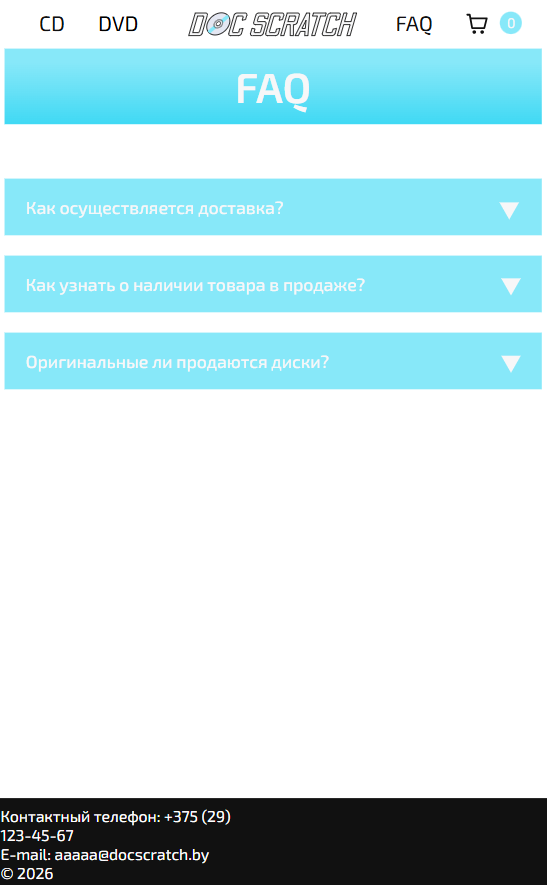 CD DVD DOC SCRATCH FAQ 0
FAQ
Как осуществляется доставка?
Как узнать о наличии товара в продаже?
Оригинальные ли продаются диски?
Контактный телефон: +375 (29)
123-45-67
E-mail: aaaaa@docscratch.by
© 2026